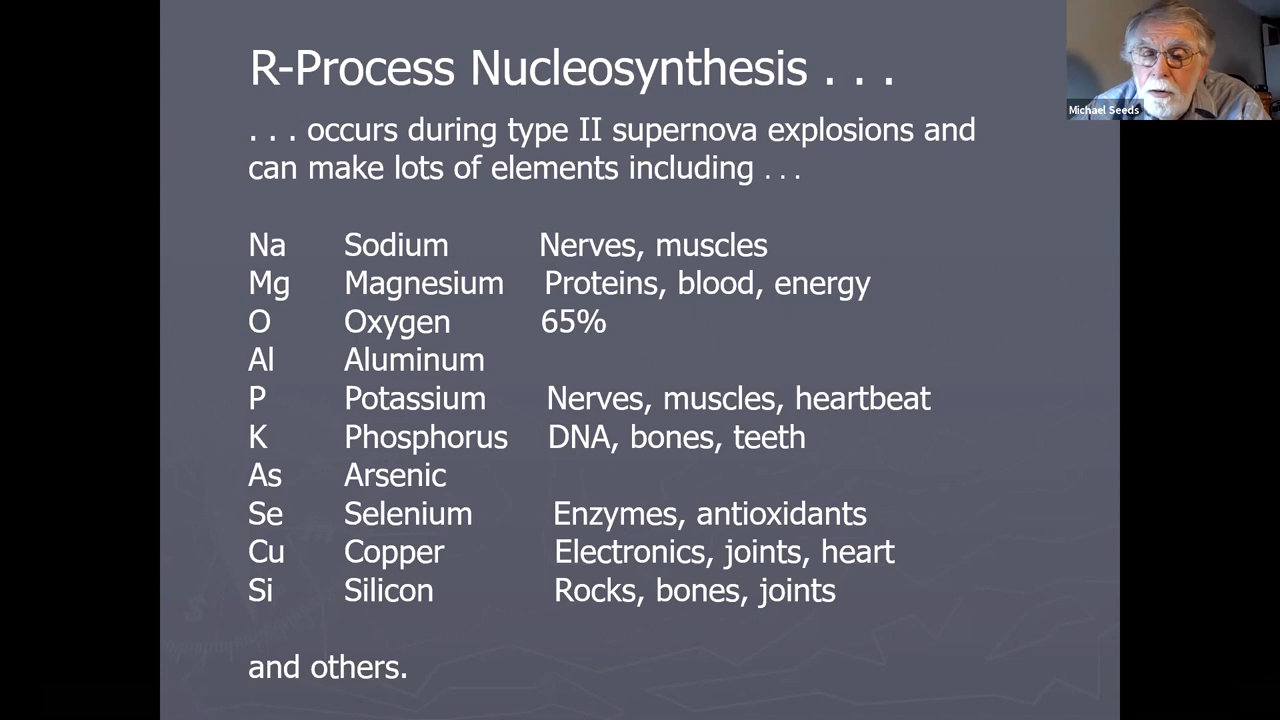 R-Process Nucleosynthesis . . .
. . . occurs during type II supernova explosions and
can make lots of elements including . . .
Na Sodium Nerves, muscles
Mg Magnesium Proteins, blood, energy
O Oxygen 65%
Al Aluminum
P Potassium Nerves, muscles, heartbeat
K Phosphorus DNA, bones, teeth
As Arsenic
Se Selenium Enzymes, antioxidants
Cu Copper Electronics, joints, heart
Si Silicon Rocks, bones, joints
and others.
Michael Seeds